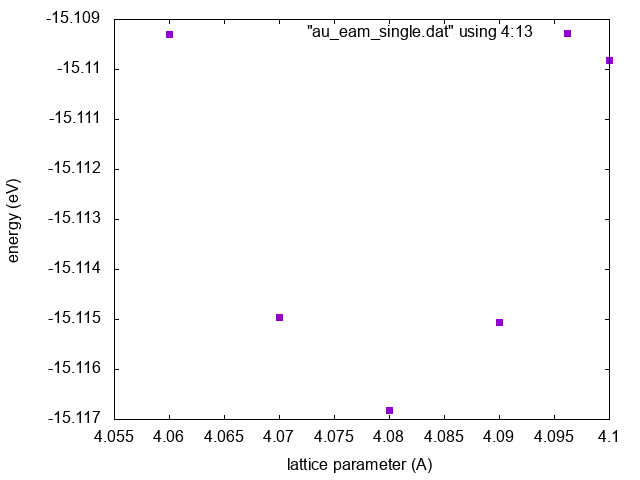 "au_eam_single.dat" using 4:13
-15.109
-15.11
-15.111
-15.112
-15.113
-15.114
-15.115
-15.116
-15.117
energy (eV)
4.055 4.06 4.065 4.07 4.075 4.08 4.085 4.09 4.095 4.1
lattice parameter (A)